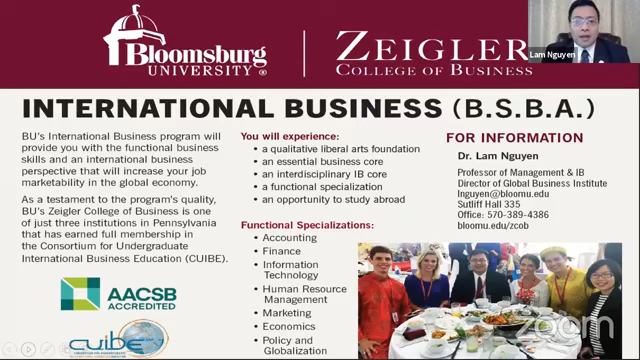 Bloomsburg
UNIVERSITY®
ZEIGLER
COLLEGE OF BUSINESS
Lam Nguyen
INTERNATIONAL BUSINESS (B.S.B.A.)
BU's International Business program will
provide you with the functional business
skills and an international business
perspective that will increase your job
marketability in the global economy.
As a testament to the program's quality,
BU's Zeigler College of Business is one
of just three institutions in Pennsylvania
that has earned full membership in
the Consortium for Undergraduate
International Business Education (CUIBE).
AACSB
ACCREDITED
cuibe
You will experience:
• a qualitative liberal arts foundation
• an essential business core
• an interdisciplinary IB core
• a functional specialization
• an opportunity to study abroad
Functional Specializations:
• Accounting
• Finance
• Information
Technology
• Human Resource
Management
• Marketing
• Economics
• Policy and
Globalization
FOR INFORMATION
Dr. Lam Nguyen
Professor of Management & IB
Director of Global Business Institute
lnguyen@bloomu.edu
Sutliff Hall 335
Office: 570-389-4386
bloomu.edu/zcob
zoom